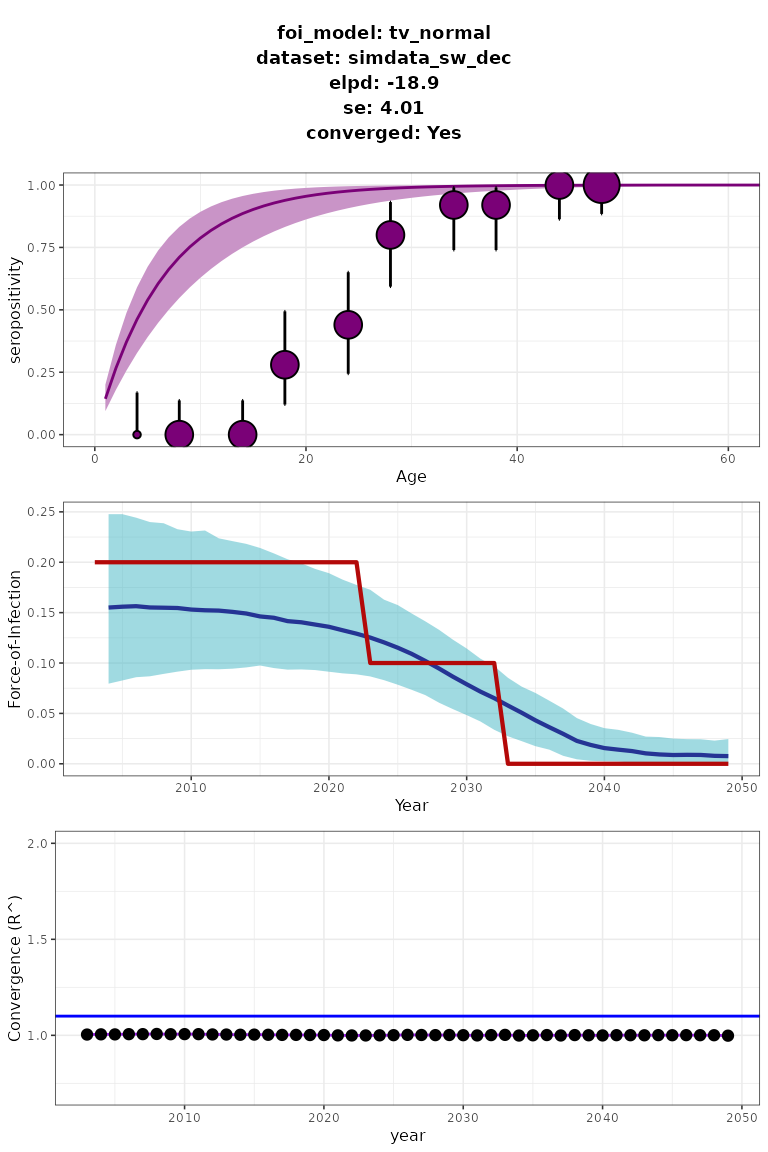 foi_model: tv_normal
dataset: simdata_sw_dec
elpd: -18.9
se: 4.01
converged: Yes
seropositivity
1.00
0.75
0.50
0.25
0.00
0 20 40 60
Age
Force-of-Infection
0.25
0.20
0.15
0.10
0.05
0.00
2010 2020 2030 2040 2050
Year
Convergence (R^)
2.0
1.5
1.0
2010 2020 2030 2040 2050
year